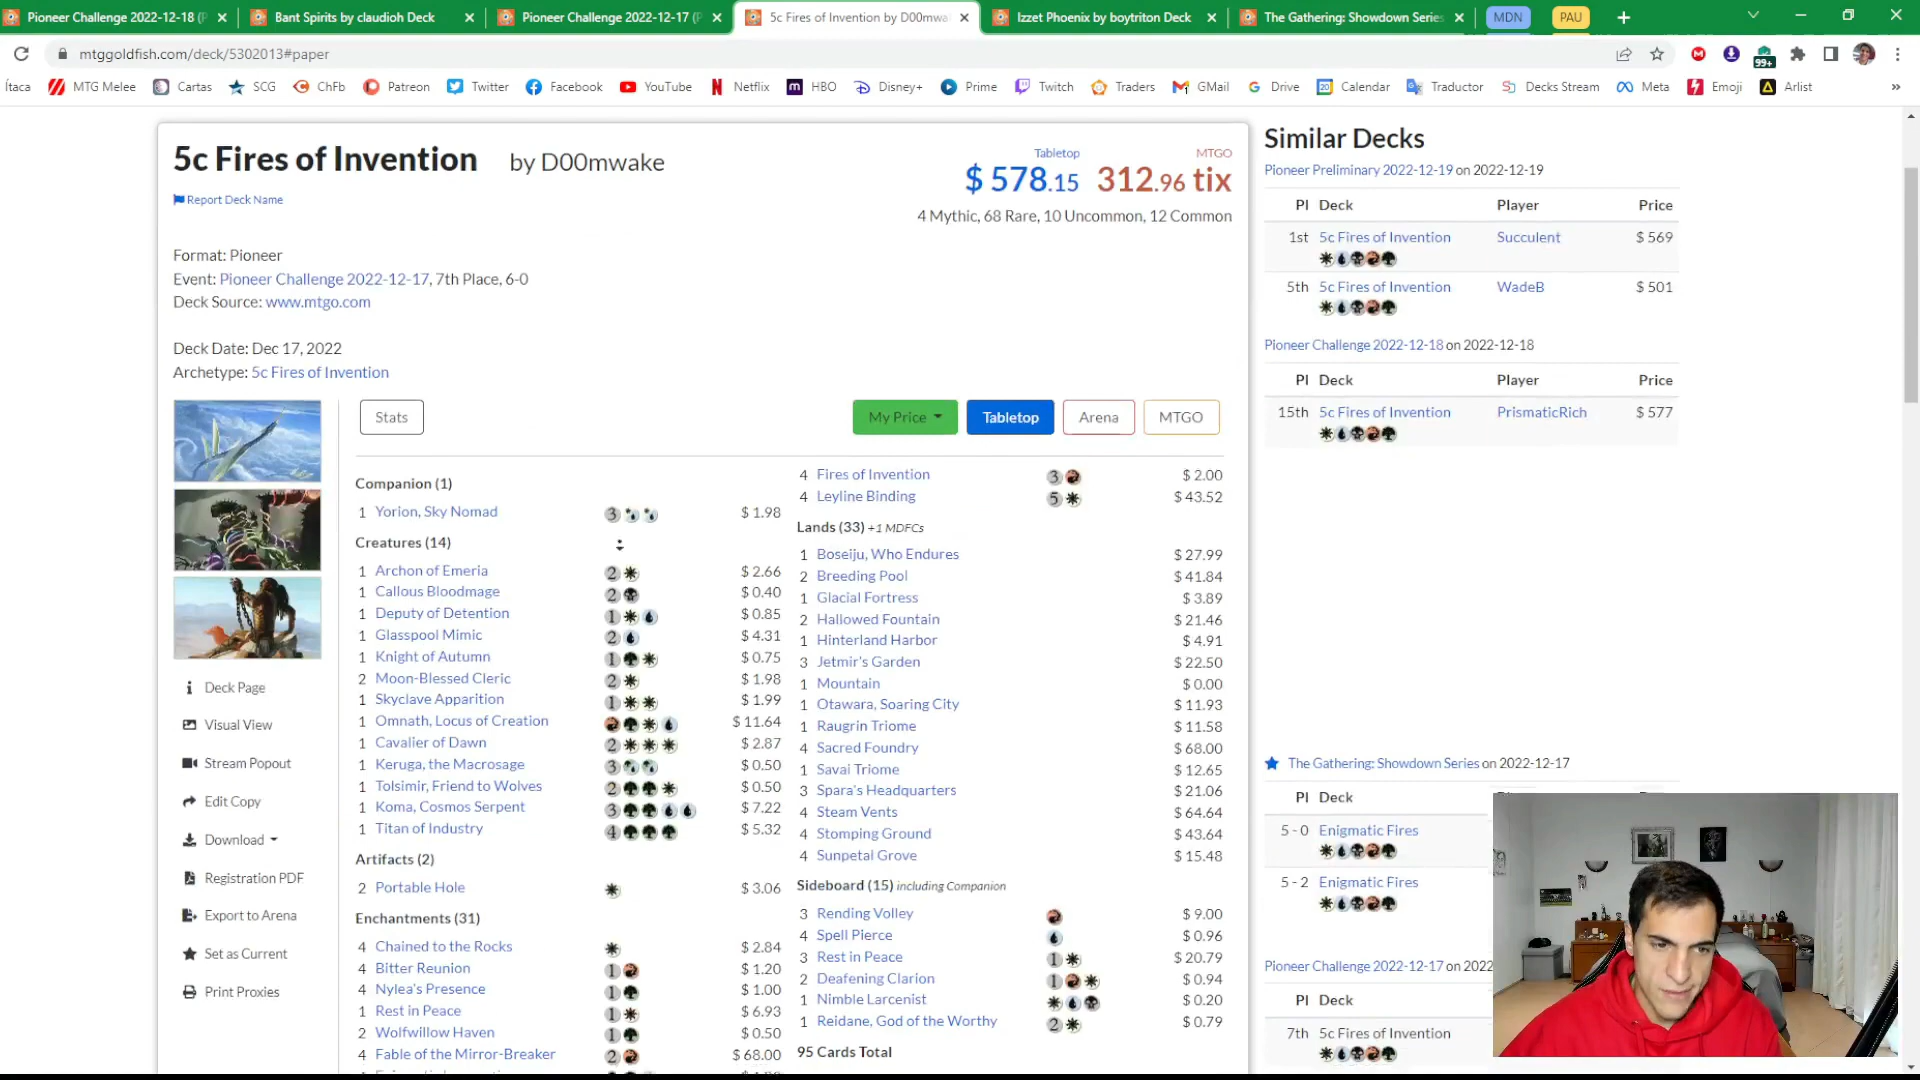 Pioneer Challenge 2022-12-18 (P
Bant Spirits by claudioh Deck
Pioneer Challenge 2022-12-17 (P
5c Fires of Invention by D00mwa
Izzet Phoenix by boytriton Deck
The Gathering: Showdown Series
MDN
PAU
mtggoldfish.com/deck/5302013#paper
99+
Ítaca
MTG Melee
Cartas
SCG
ChFb
Patreon
Twitter
Facebook
YouTube
Netflix
HBO
Disney+
Prime
Twitch
Traders
GMail
Drive
Calendar
Traductor
Decks Stream
Meta
Emoji
Arlist
5c Fires of Invention by D00mwake
Report Deck Name
Tabletop
$ 578.15
MTGO
312.96 tix
4 Mythic, 68 Rare, 10 Uncommon, 12 Common
Format: Pioneer
Event: Pioneer Challenge 2022-12-17, 7th Place, 6-0
Deck Source: www.mtgo.com
Deck Date: Dec 17, 2022
Archetype: 5c Fires of Invention
Stats
My Price
Tabletop
Arena
MTGO
Deck Page
Visual View
Stream Popout
Edit Copy
Download
Registration PDF
Export to Arena
Set as Current
Print Proxies
Companion (1)
1 Yorion, Sky Nomad 3 $ 1.98
Creatures (14)
1 Archon of Emeria 2 $ 2.66
1 Callous Bloodmage 2 $ 0.40
1 Deputy of Detention 1 $ 0.85
1 Glasspool Mimic 2 $ 4.31
1 Knight of Autumn 1 $ 0.75
2 Moon-Blessed Cleric 2 $ 1.98
1 Skyclave Apparition 1 $ 1.99
1 Omnath, Locus of Creation $ 11.64
1 Cavalier of Dawn 2 $ 2.87
1 Keruga, the Macrosage 3 $ 0.50
1 Tolsimir, Friend to Wolves 2 $ 0.50
1 Koma, Cosmos Serpent 3 $ 7.22
1 Titan of Industry 4 $ 5.32
Artifacts (2)
2 Portable Hole $ 3.06
Enchantments (31)
4 Chained to the Rocks $ 2.84
4 Bitter Reunion 1 $ 1.20
4 Nylea's Presence 1 $ 1.00
1 Rest in Peace 1 $ 6.93
2 Wolfwillow Haven 1 $ 0.50
4 Fable of the Mirror-Breaker 2 $ 68.00
4 Fires of Invention 3 $ 2.00
4 Leyline Binding 5 $ 43.52
Lands (33) +1 MDFCs
1 Boseiju, Who Endures $ 27.99
2 Breeding Pool $ 41.84
1 Glacial Fortress $ 3.89
2 Hallowed Fountain $ 21.46
1 Hinterland Harbor $ 4.91
3 Jetmir's Garden $ 22.50
1 Mountain $ 0.00
1 Otawara, Soaring City $ 11.93
1 Raugrin Triome $ 11.58
4 Sacred Foundry $ 68.00
1 Savai Triome $ 12.65
3 Spara's Headquarters $ 21.06
4 Steam Vents $ 64.64
4 Stomping Ground $ 43.64
4 Sunpetal Grove $ 15.48
Sideboard (15) including Companion
3 Rending Volley $ 9.00
4 Spell Pierce $ 0.96
3 Rest in Peace 1 $ 20.79
2 Deafening Clarion 1 $ 0.94
1 Nimble Larcenist $ 0.20
1 Reidane, God of the Worthy 2 $ 0.79
95 Cards Total
Similar Decks
Pioneer Preliminary 2022-12-19 on 2022-12-19
Pl Deck Player Price
1st 5c Fires of Invention Succulent $ 569
5th 5c Fires of Invention WadeB $ 501
Pioneer Challenge 2022-12-18 on 2022-12-18
Pl Deck Player Price
15th 5c Fires of Invention PrismaticRich $ 577
The Gathering: Showdown Series on 2022-12-17
Pl Deck
5 - 0 Enigmatic Fires
5 - 2 Enigmatic Fires
Pioneer Challenge 2022-12-17 on 2022
Pl Deck
7th 5c Fires of Invention